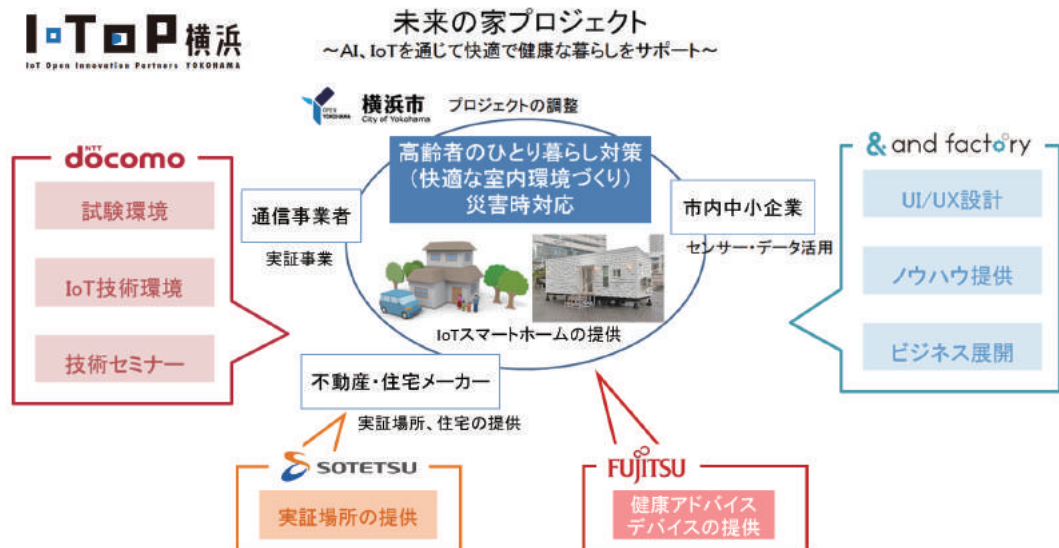 I·TOP 横浜
IoT Open Innovation Partners YOKOHAMA
未来の家プロジェクト
～AI、IoTを通じて快適で健康な暮らしをサポート～
OPEN YOKOHAMA
横浜市
City of Yokohama
プロジェクトの調整
高齢者のひとり暮らし対策
（快適な室内環境づくり）
災害時対応
NTT
docomo
試験環境
IoT技術環境
技術セミナー
通信事業者
実証事業
市内中小企業
センサー・データ活用
& and factory
UI/UX設計
ノウハウ提供
ビジネス展開
IoTスマートホームの提供
不動産・住宅メーカー
実証場所、住宅の提供
SOTETSU
実証場所の提供
FUJITSU
健康アドバイス
デバイスの提供